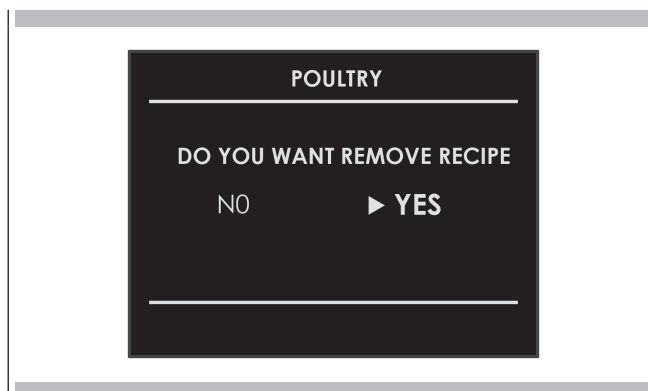 POULTRY
DO YOU WANT REMOVE RECIPE
N0 ▶ YES